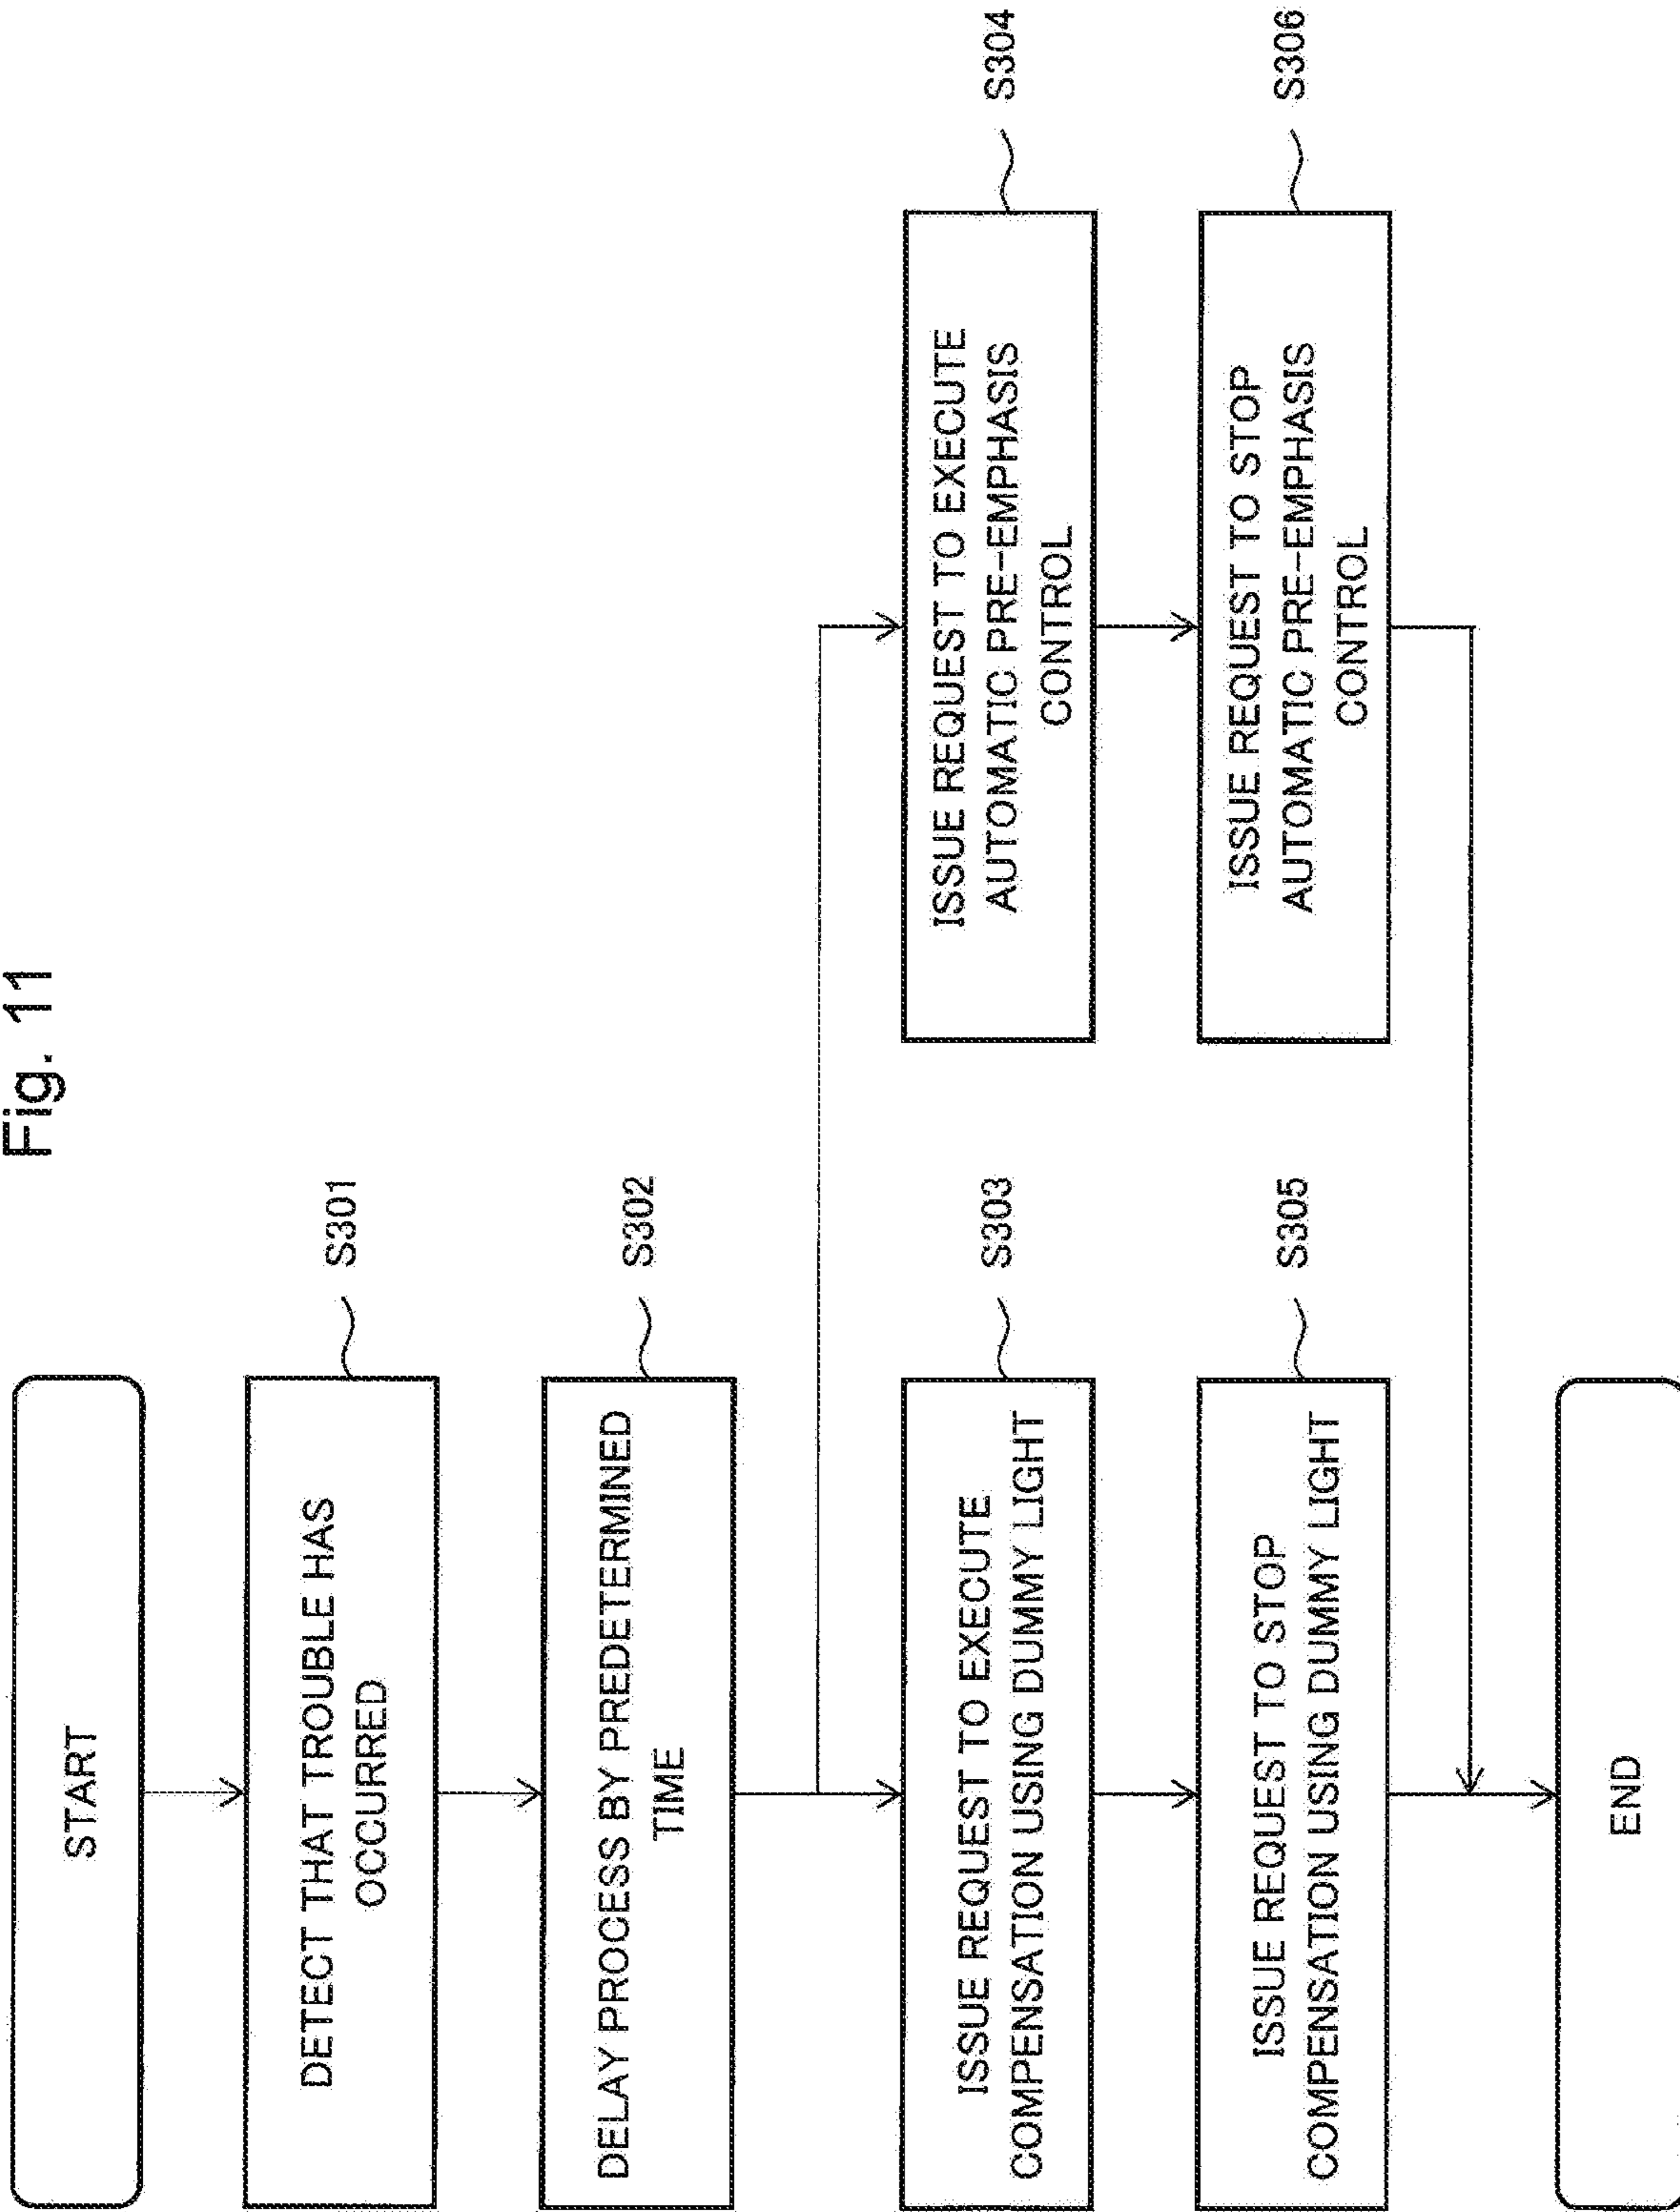 Fig. 11
START
DETECT THAT TROUBLE HAS
OCCURRED
S301
DELAY PROCESS BY PREDETERMINED
TIME
S302
ISSUE REQUEST TO EXECUTE
COMPENSATION USING DUMMY LIGHT
S303
ISSUE REQUEST TO EXECUTE
AUTOMATIC PRE-EMPHASIS
CONTROL
S304
ISSUE REQUEST TO STOP
COMPENSATION USING DUMMY LIGHT
S305
ISSUE REQUEST TO STOP
AUTOMATIC PRE-EMPHASIS
CONTROL
S306
END